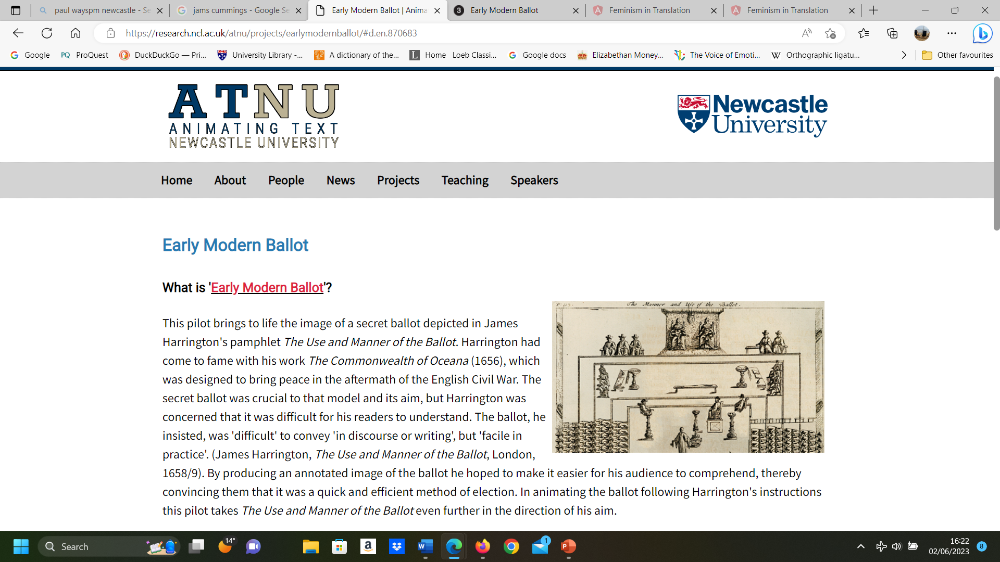 paul wayspm newcastle - Se
jams cummings - Google Se
Early Modern Ballot | Anima
3 Early Modern Ballot
Feminism in Translation
Feminism in Translation
https://research.ncl.ac.uk/atnu/projects/earlymodernballot/#d.en.870683
Google
PQ ProQuest
DuckDuckGo — Pri...
University Library -...
A dictionary of the...
L Home Loeb Classi...
Google docs
Elizabethan Money...
The Voice of Emoti...
W Orthographic ligatu...
Other favourites
ATNU
ANIMATING TEXT
NEWCASTLE UNIVERSITY
Newcastle
University
Home About People News Projects Teaching Speakers
Early Modern Ballot
What is 'Early Modern Ballot'?
The Manner and Use of the Ballot.
This pilot brings to life the image of a secret ballot depicted in James
Harrington's pamphlet The Use and Manner of the Ballot. Harrington had
come to fame with his work The Commonwealth of Oceana (1656), which
was designed to bring peace in the aftermath of the English Civil War. The
secret ballot was crucial to that model and its aim, but Harrington was
concerned that it was difficult for his readers to understand. The ballot, he
insisted, was 'difficult' to convey 'in discourse or writing', but 'facile in
practice'. (James Harrington, The Use and Manner of the Ballot, London,
1658/9). By producing an annotated image of the ballot he hoped to make it easier for his audience to comprehend, thereby
convincing them that it was a quick and efficient method of election. In animating the ballot following Harrington's instructions
this pilot takes The Use and Manner of the Ballot even further in the direction of his aim.
Search
14°
1
16:22
02/06/2023
8